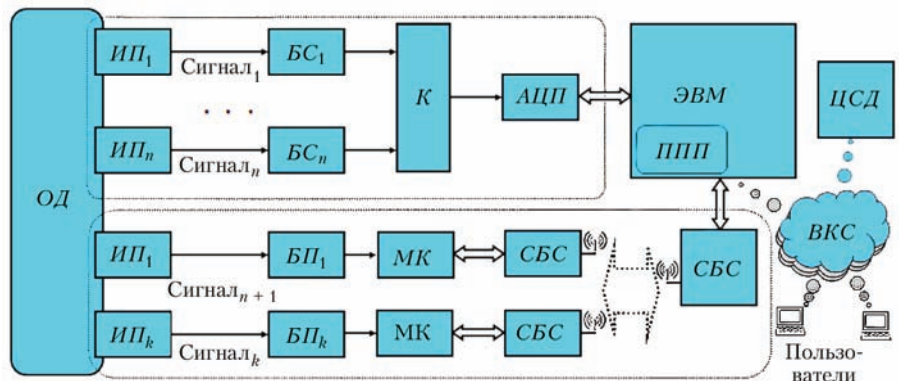 ОД
ИП₁
Сигнал₁
БС₁
. . .
ИПₙ
Сигналₙ
БСₙ
К
АЦП
ЭВМ
ППП
ЦСД
ВКС
Пользо-
ватели
ИП₁
Сигналₙ ₊ ₁
БП₁
МК
СБС
СБС
ИПₖ
Сигналₖ
БПₖ
МК
СБС